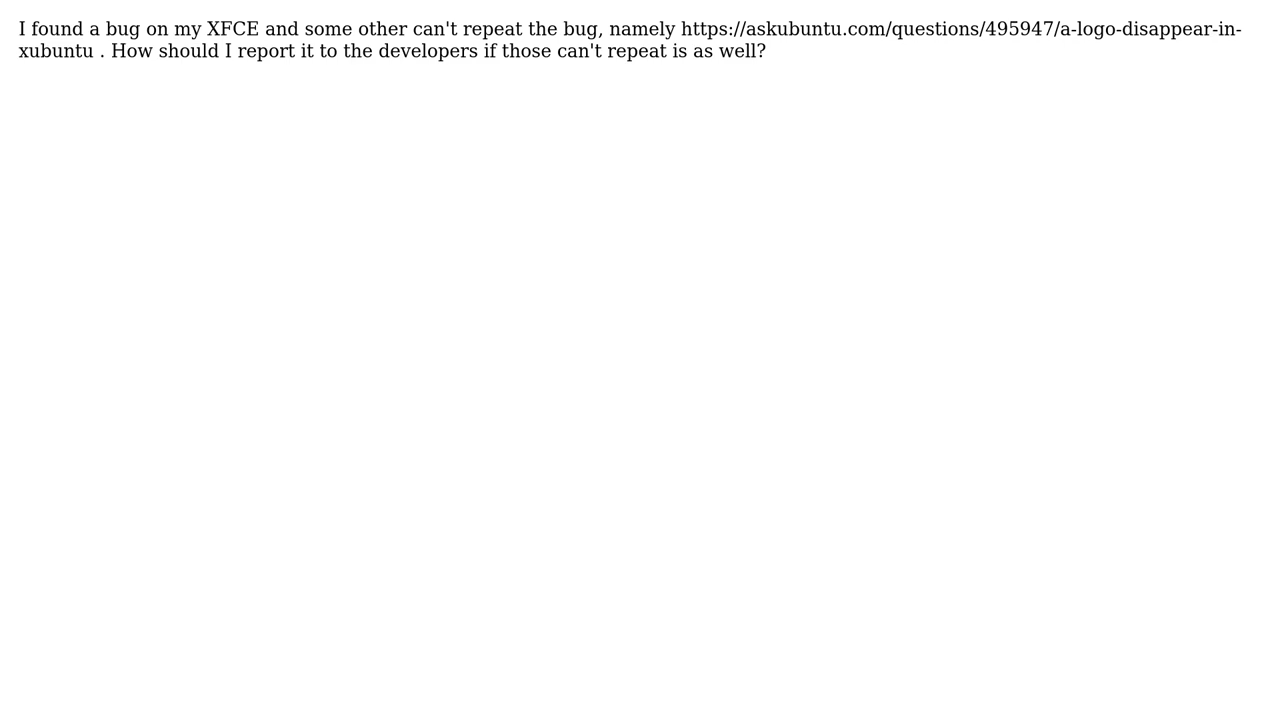 I found a bug on my XFCE and some other can't repeat the bug, namely https://askubuntu.com/questions/495947/a-logo-disappear-in-
xubuntu . How should I report it to the developers if those can't repeat is as well?